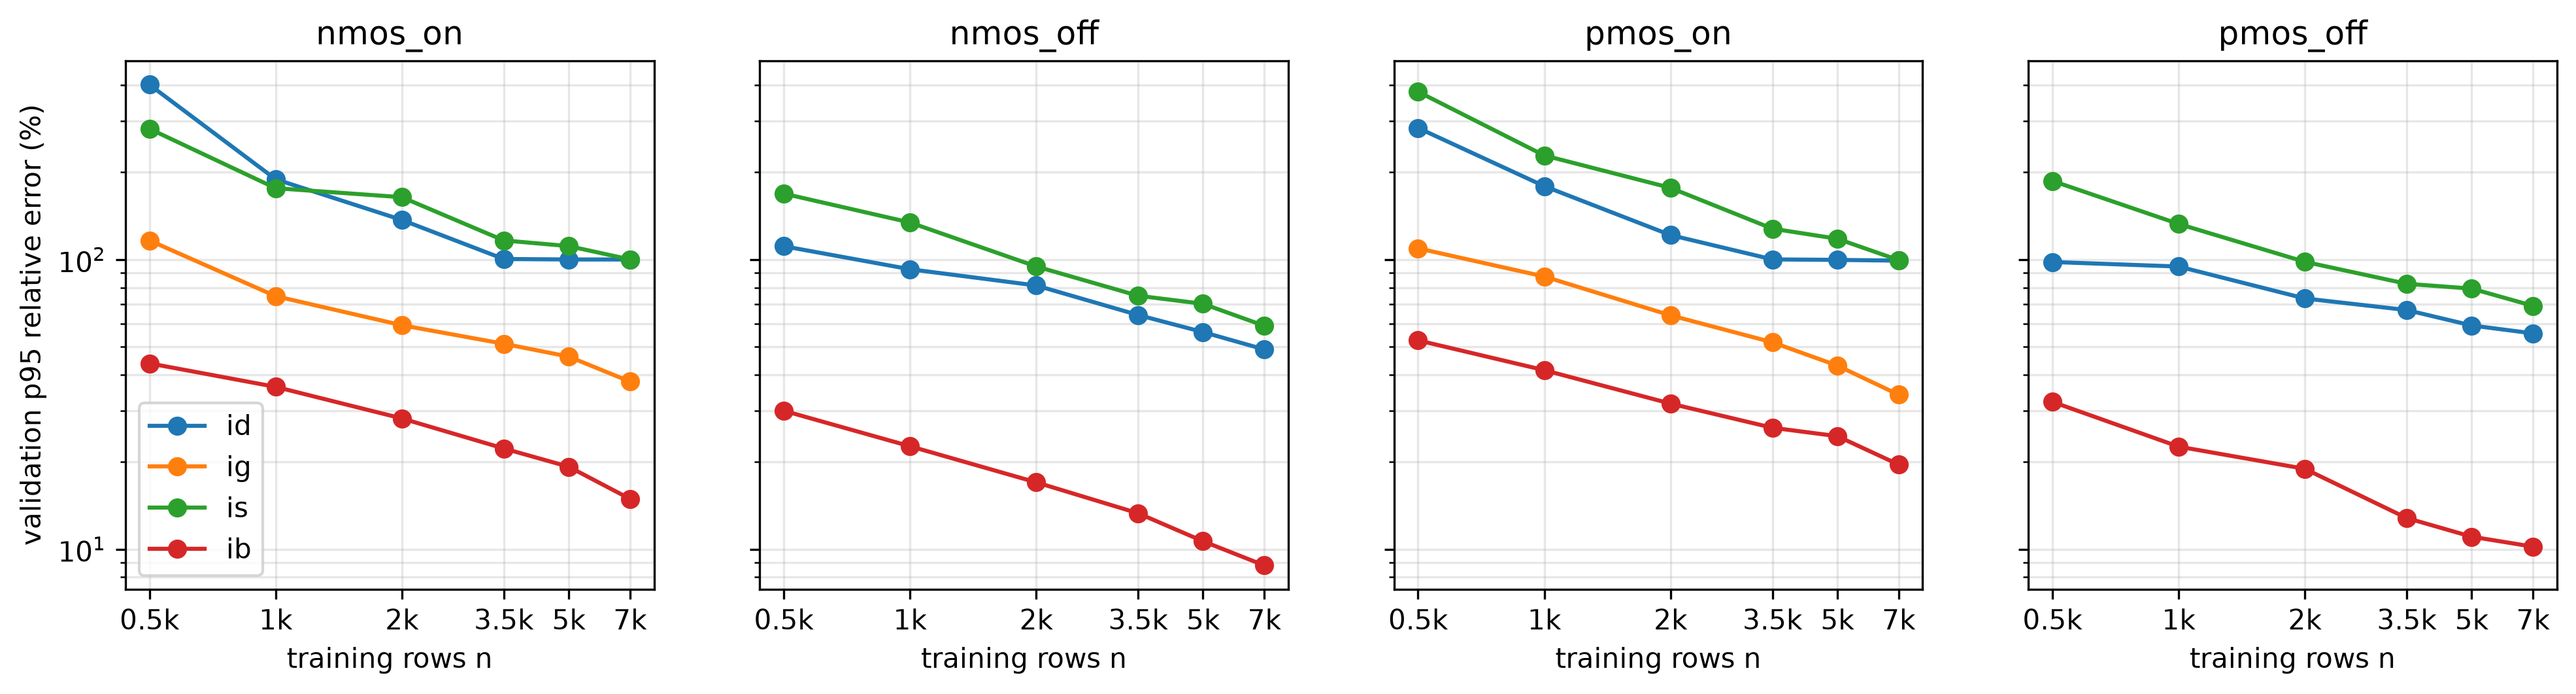 nmos_on
nmos_off
pmos_on
pmos_off
validation p95 relative error (%)
10²
10¹
id
ig
is
ib
0.5k 1k 2k 3.5k 5k 7k
0.5k 1k 2k 3.5k 5k 7k
0.5k 1k 2k 3.5k 5k 7k
0.5k 1k 2k 3.5k 5k 7k
training rows n
training rows n
training rows n
training rows n